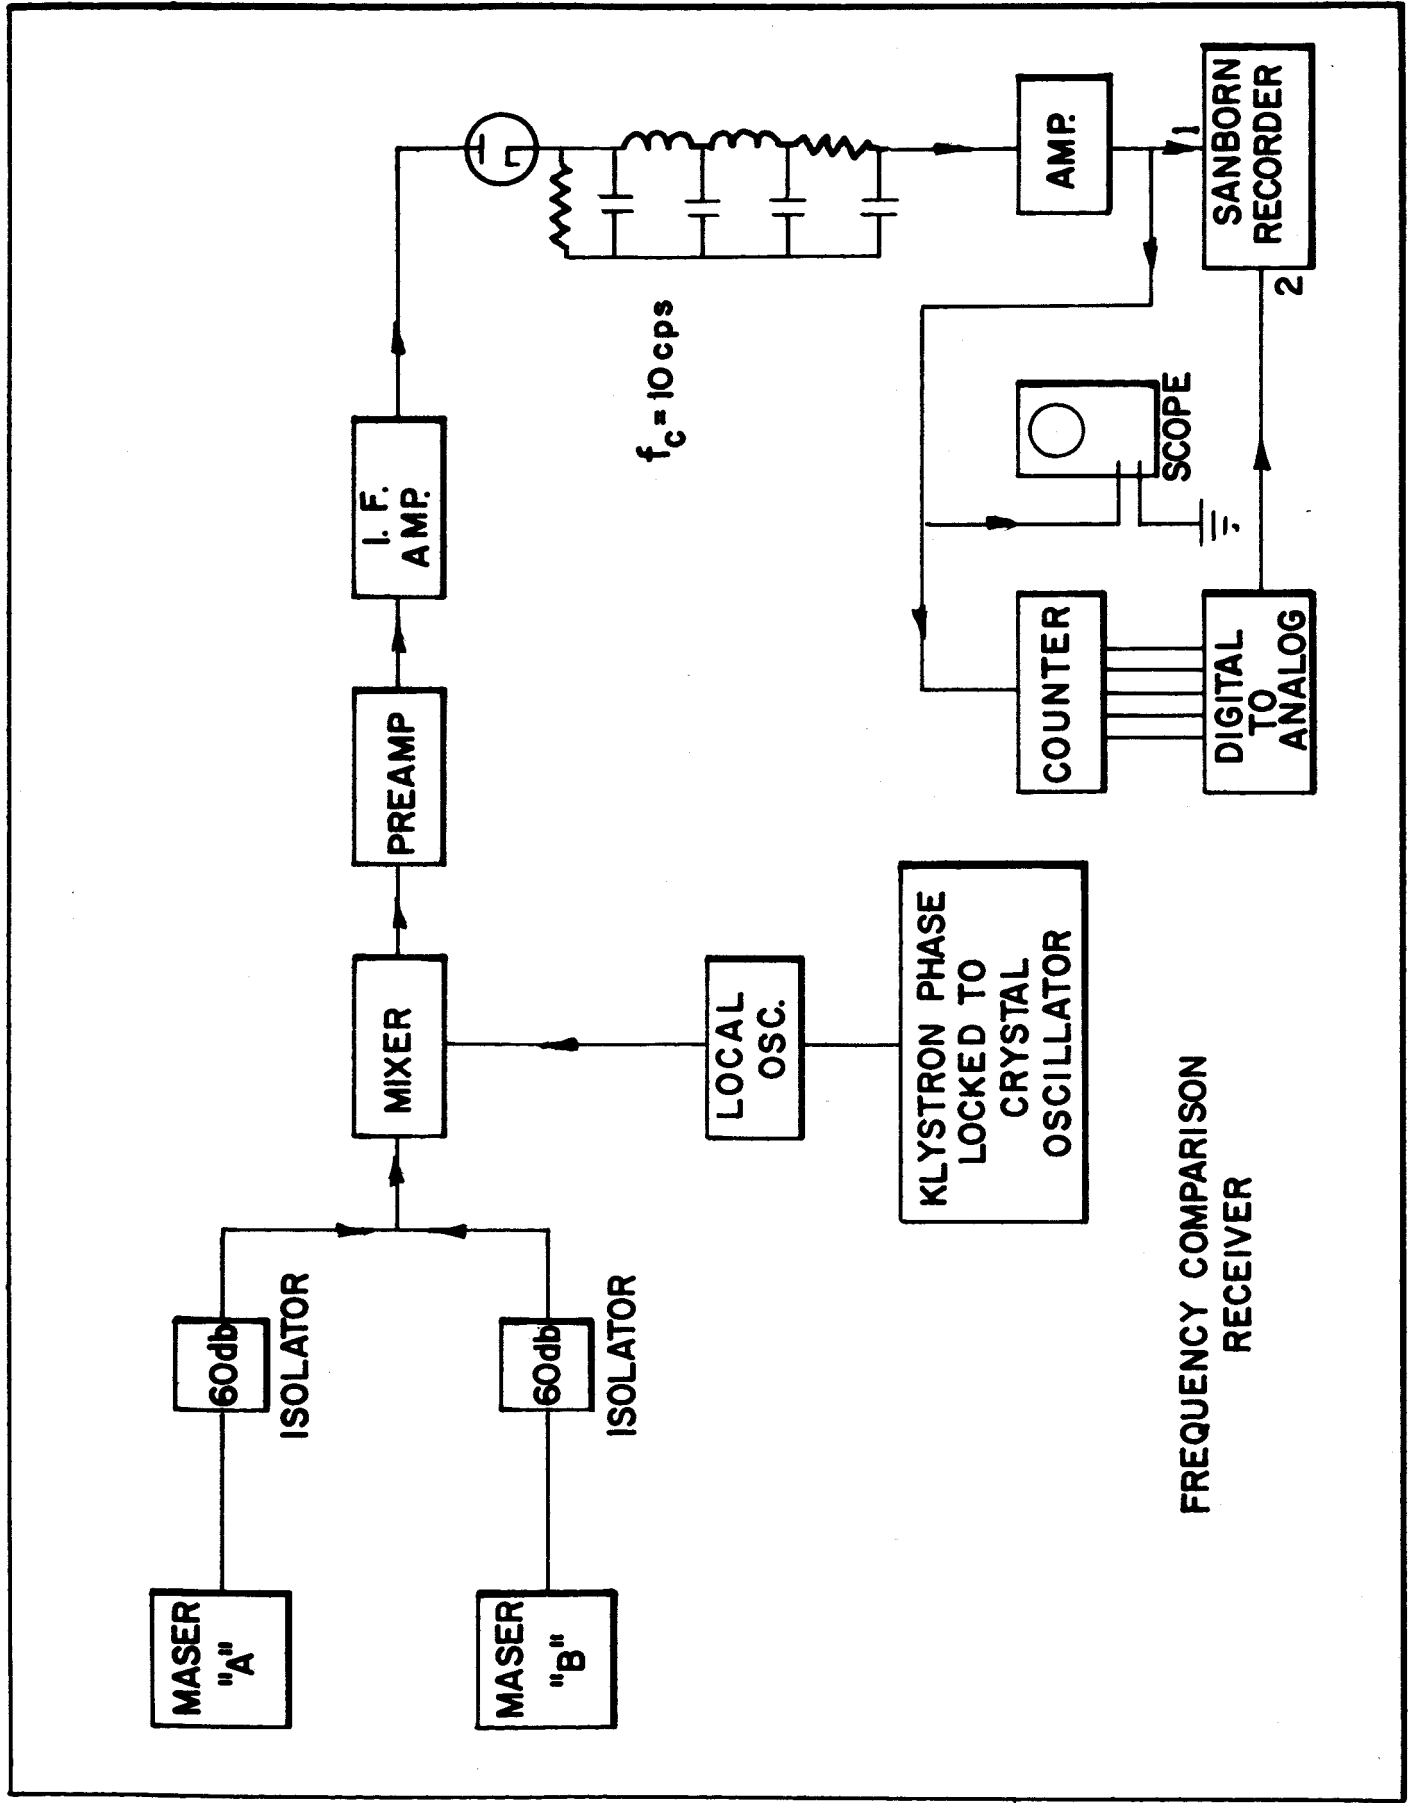 MASER
"A"
60db
ISOLATOR
MASER
"B"
60db
ISOLATOR
MIXER
PREAMP
I. F.
AMP.
LOCAL
OSC.
KLYSTRON PHASE
LOCKED TO
CRYSTAL
OSCILLATOR
f_c = 10 cps
AMP.
1
SANBORN
RECORDER
2
SCOPE
COUNTER
DIGITAL
TO
ANALOG
FREQUENCY COMPARISON
RECEIVER